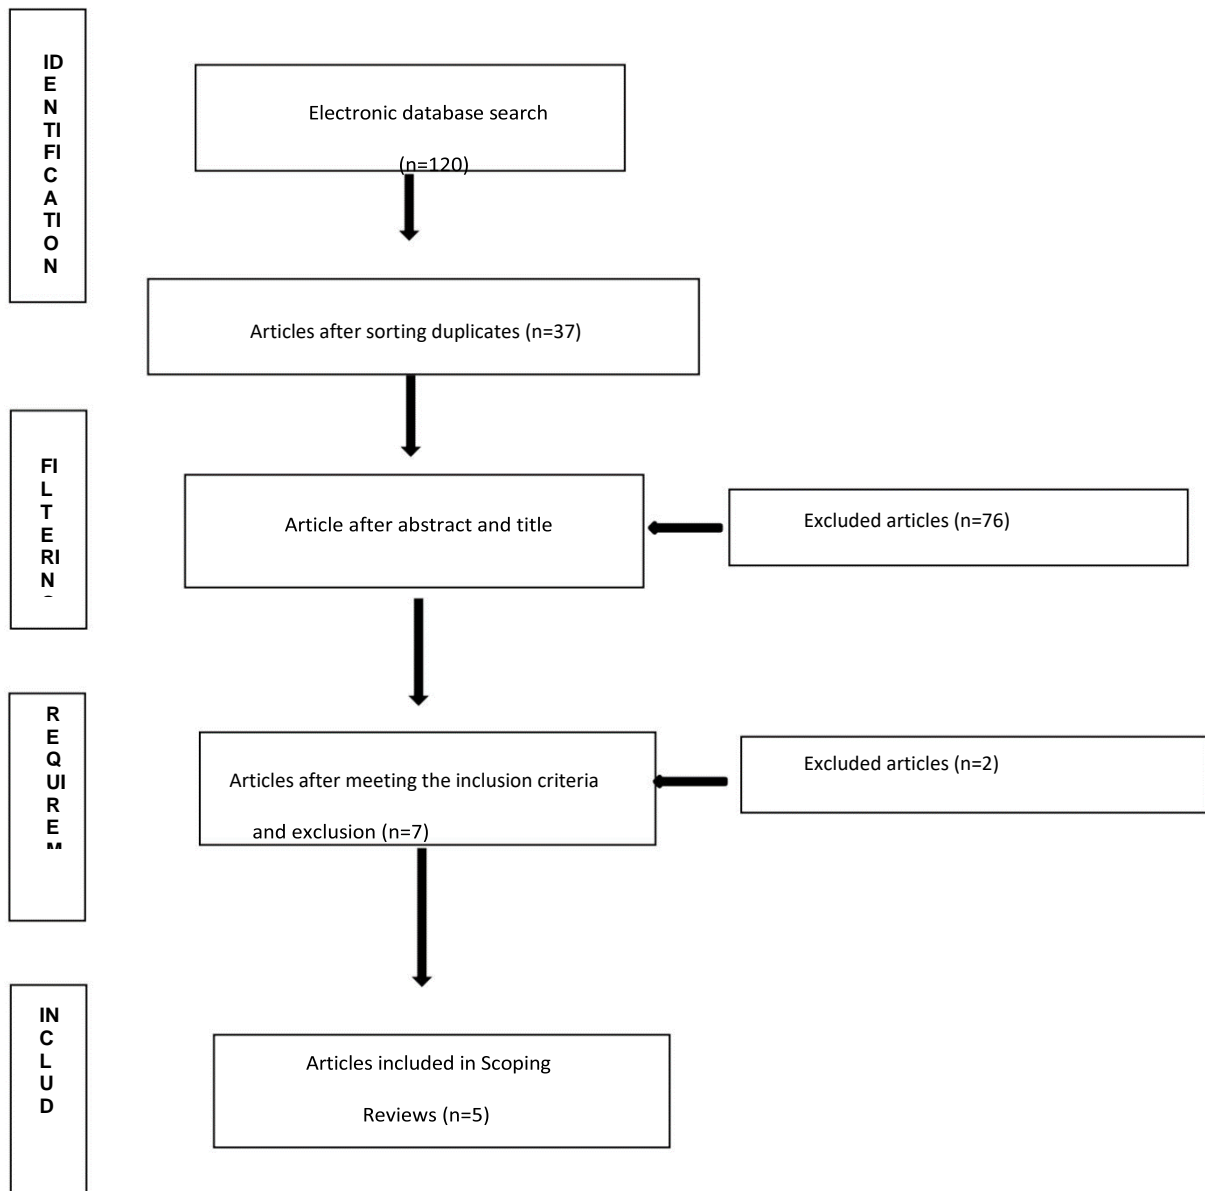 ID
E
N
TI
FI
C
A
TI
O
N
Electronic database search
(n=120)
Articles after sorting duplicates (n=37)
FI
L
T
E
RI
N
Article after abstract and title
Excluded articles (n=76)
R
E
Q
UI
R
E
M
Articles after meeting the inclusion criteria
and exclusion (n=7)
Excluded articles (n=2)
IN
C
L
U
D
Articles included in Scoping
Reviews (n=5)